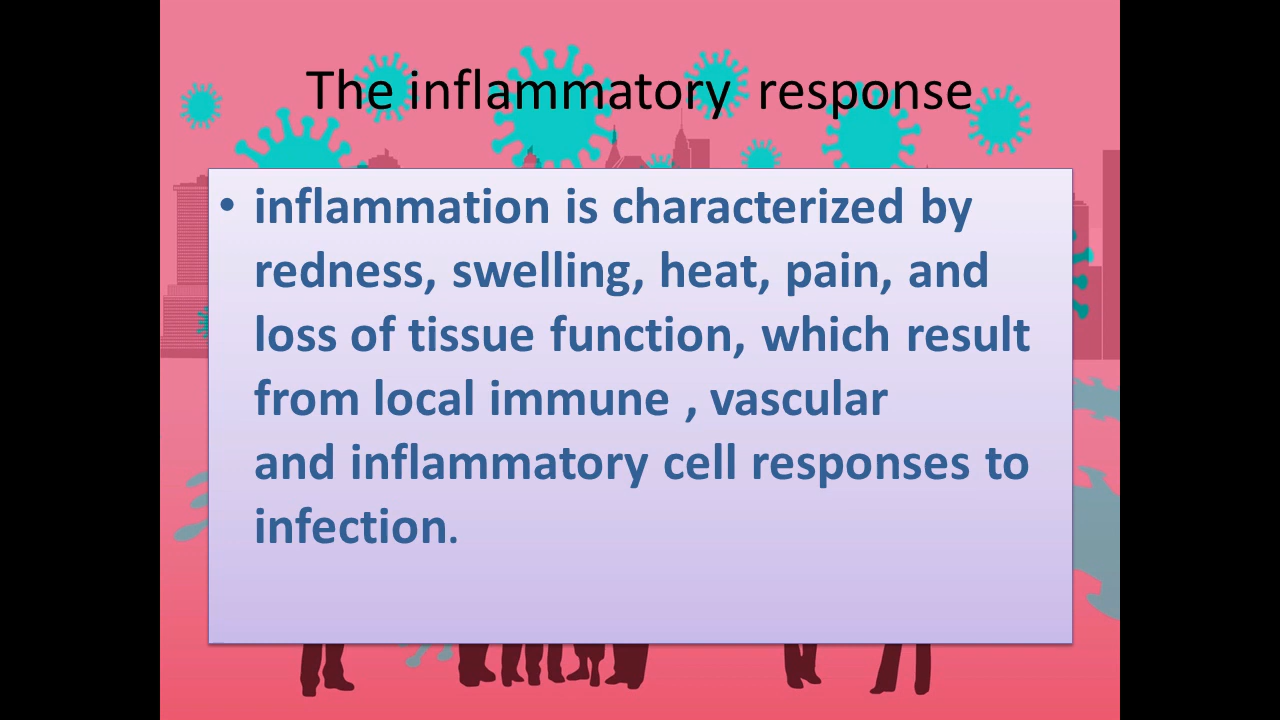 The inflammatory  response
• inflammation is characterized by
redness, swelling, heat, pain, and
loss of tissue function, which result
from local immune , vascular
and inflammatory cell responses to
infection.